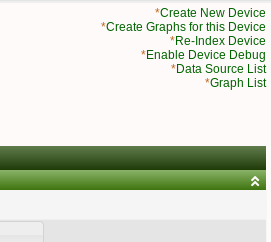 *Create New Device
*Create Graphs for this Device
*Re-Index Device
*Enable Device Debug
*Data Source List
*Graph List